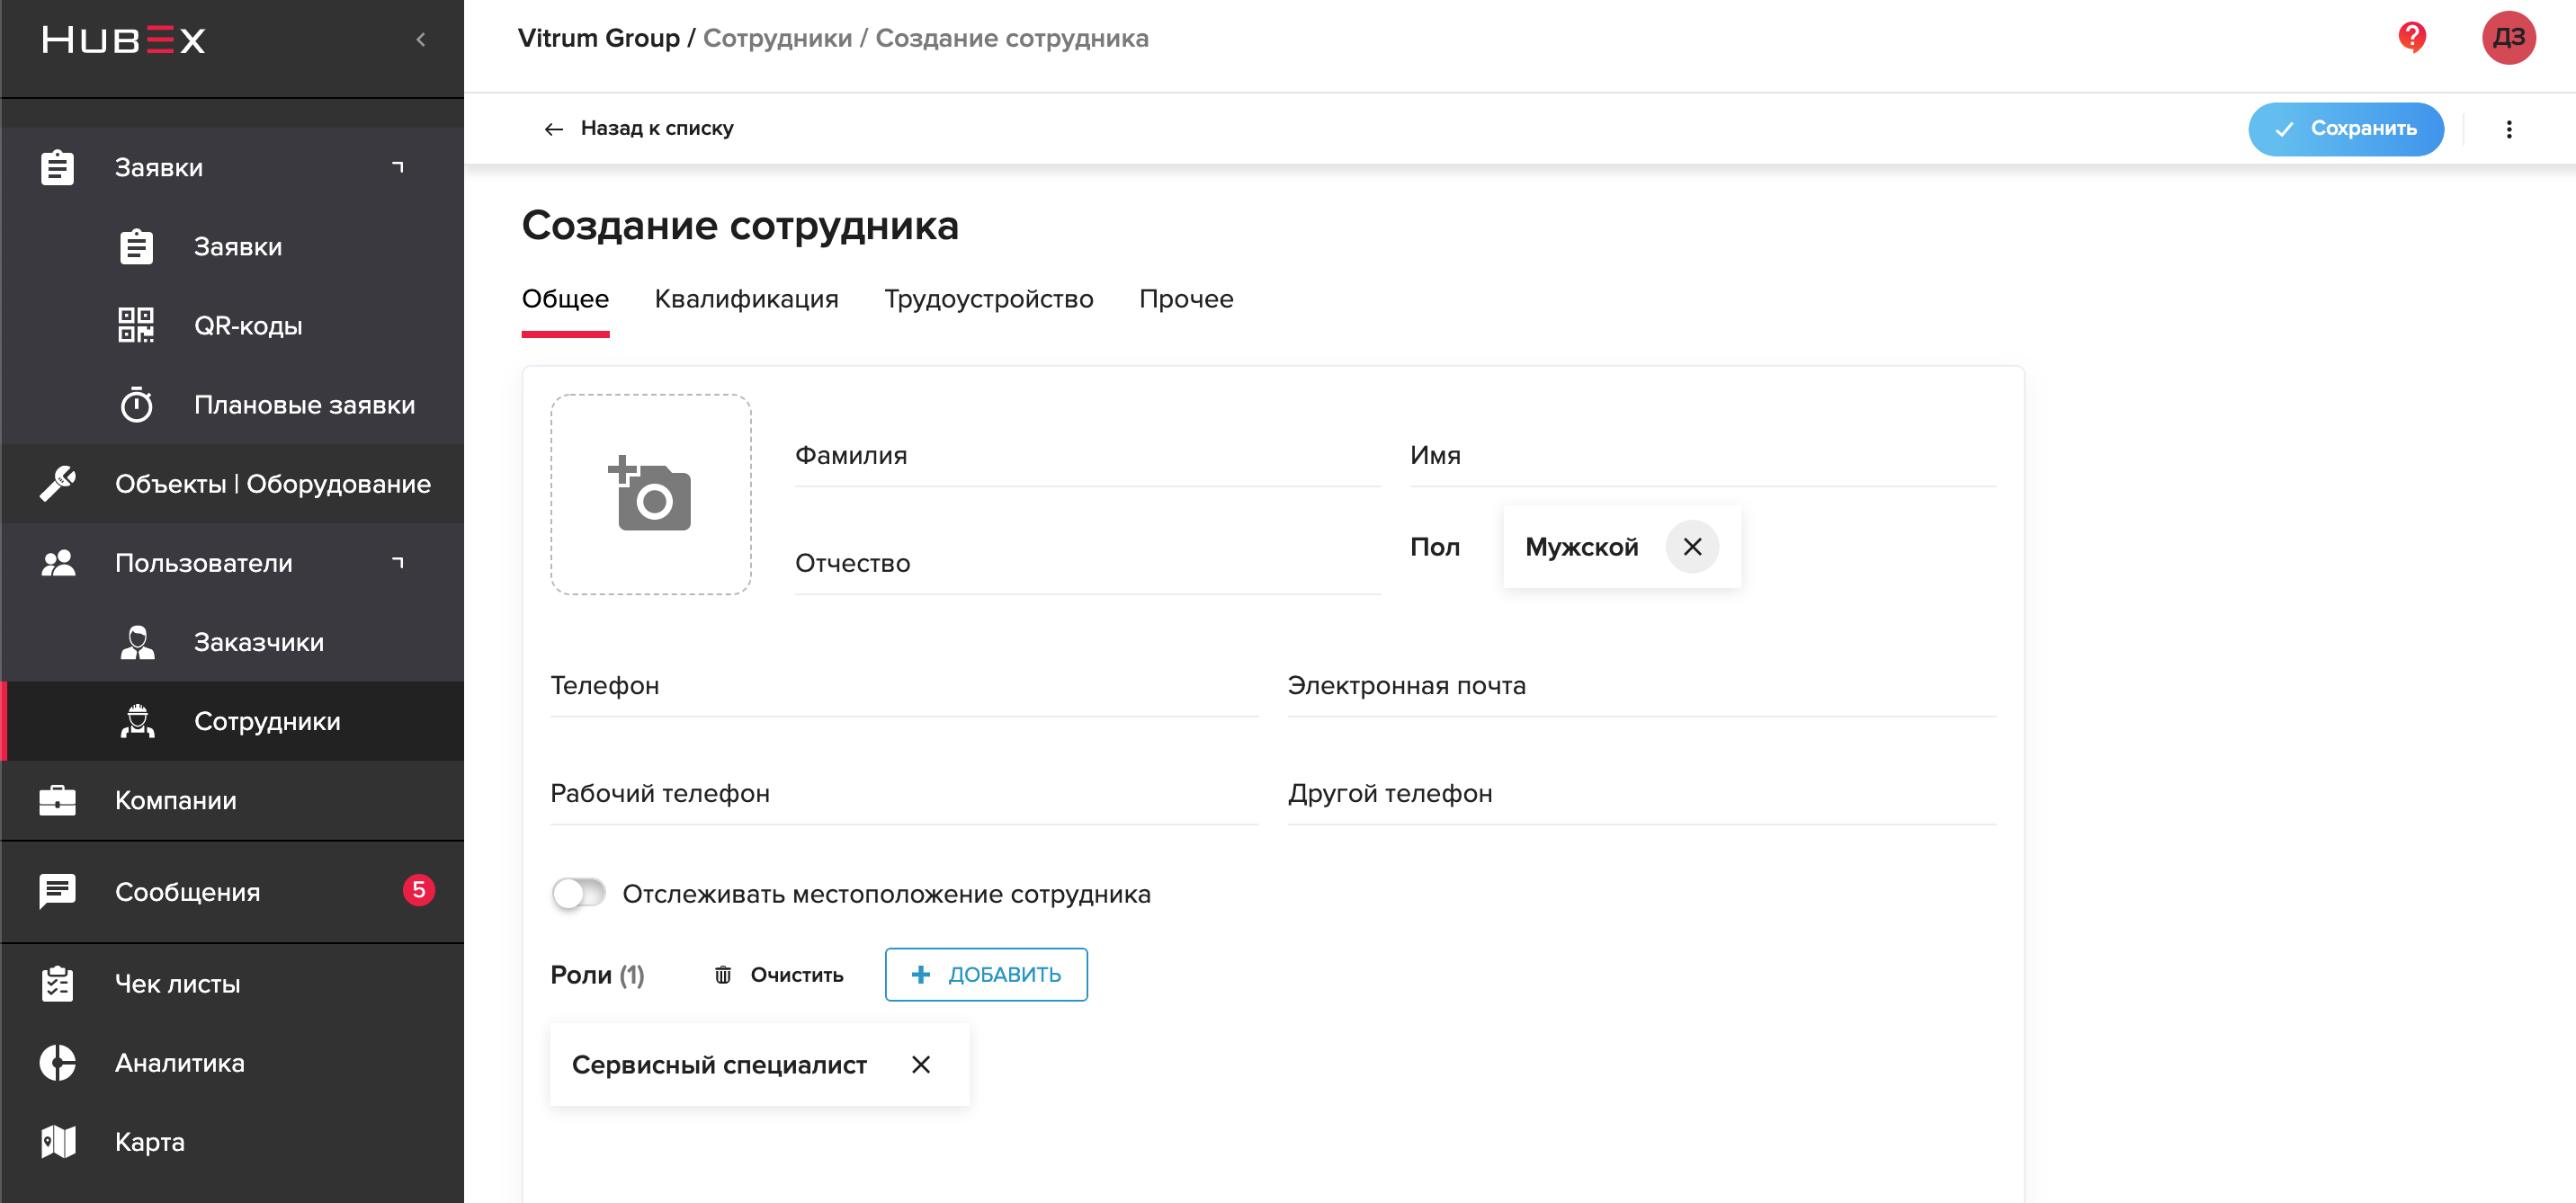 HUBEX
Vitrum Group / Сотрудники / Создание сотрудника
?
ДЗ
Назад к списку
Сохранить
Заявки
Заявки
QR-коды
Плановые заявки
Объекты | Оборудование
Пользователи
Заказчики
Сотрудники
Компании
Сообщения
5
Чек листы
Аналитика
Карта
Создание сотрудника
Общее Квалификация Трудоустройство Прочее
Фамилия Имя
Отчество Пол Мужской
Телефон Электронная почта
Рабочий телефон Другой телефон
Отслеживать местоположение сотрудника
Роли (1) Очистить + ДОБАВИТЬ
Сервисный специалист